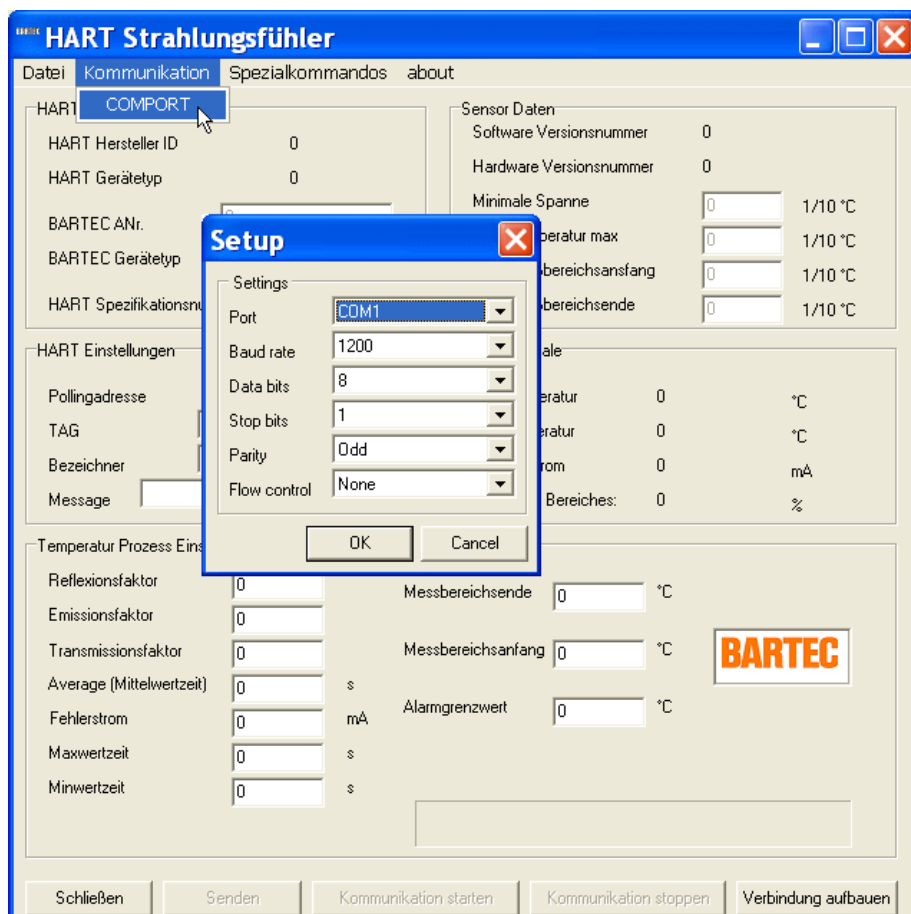 BARTEC HART Strahlungsfühler
Datei Kommunikation Spezialkommandos about
COMPORT
HART
HART Hersteller ID 0
HART Gerätetyp 0
BARTEC ANr.
BARTEC Gerätetyp
HART Spezifikationsnu
Sensor Daten
Software Versionsnummer 0
Hardware Versionsnummer 0
Minimale Spanne 0 1/10 °C
peratur max 0 1/10 °C
bereichsansfang 0 1/10 °C
bereichsende 0 1/10 °C
Setup
Settings
Port COM1
Baud rate 1200
Data bits 8
Stop bits 1
Parity Odd
Flow control None
OK Cancel
HART Einstellungen
Pollingadresse
TAG
Bezeichner
Message
ale
eratur 0 °C
ratur 0 °C
rom 0 mA
Bereiches: 0 %
Temperatur Prozess Eins
Reflexionsfaktor 0
Emissionsfaktor 0
Transmissionsfaktor 0
Average (Mittelwertzeit) 0 s
Fehlerstrom 0 mA
Maxwertzeit 0 s
Minwertzeit 0 s
Messbereichsende 0 °C
Messbereichsanfang 0 °C
Alarmgrenzwert 0 °C
BARTEC
Schließen Senden Kommunikation starten Kommunikation stoppen Verbindung aufbauen